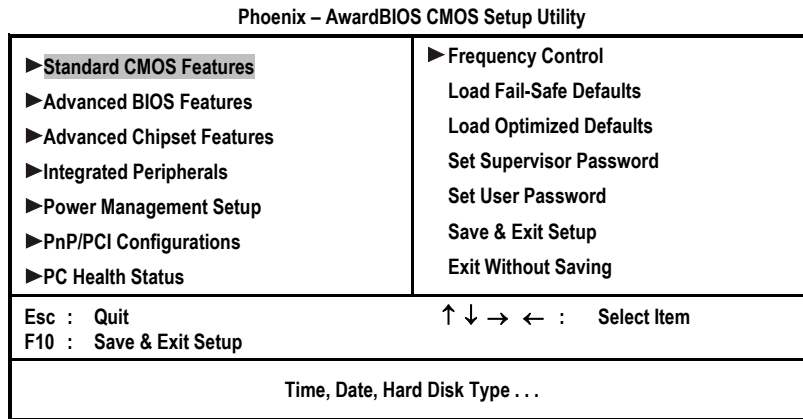 Phoenix – AwardBIOS CMOS Setup Utility
►Standard CMOS Features
►Advanced BIOS Features
►Advanced Chipset Features
►Integrated Peripherals
►Power Management Setup
►PnP/PCI Configurations
►PC Health Status
►Frequency Control
Load Fail-Safe Defaults
Load Optimized Defaults
Set Supervisor Password
Set User Password
Save & Exit Setup
Exit Without Saving
Esc : Quit
F10 : Save & Exit Setup
↑ ↓ → ← : Select Item
Time, Date, Hard Disk Type . . .